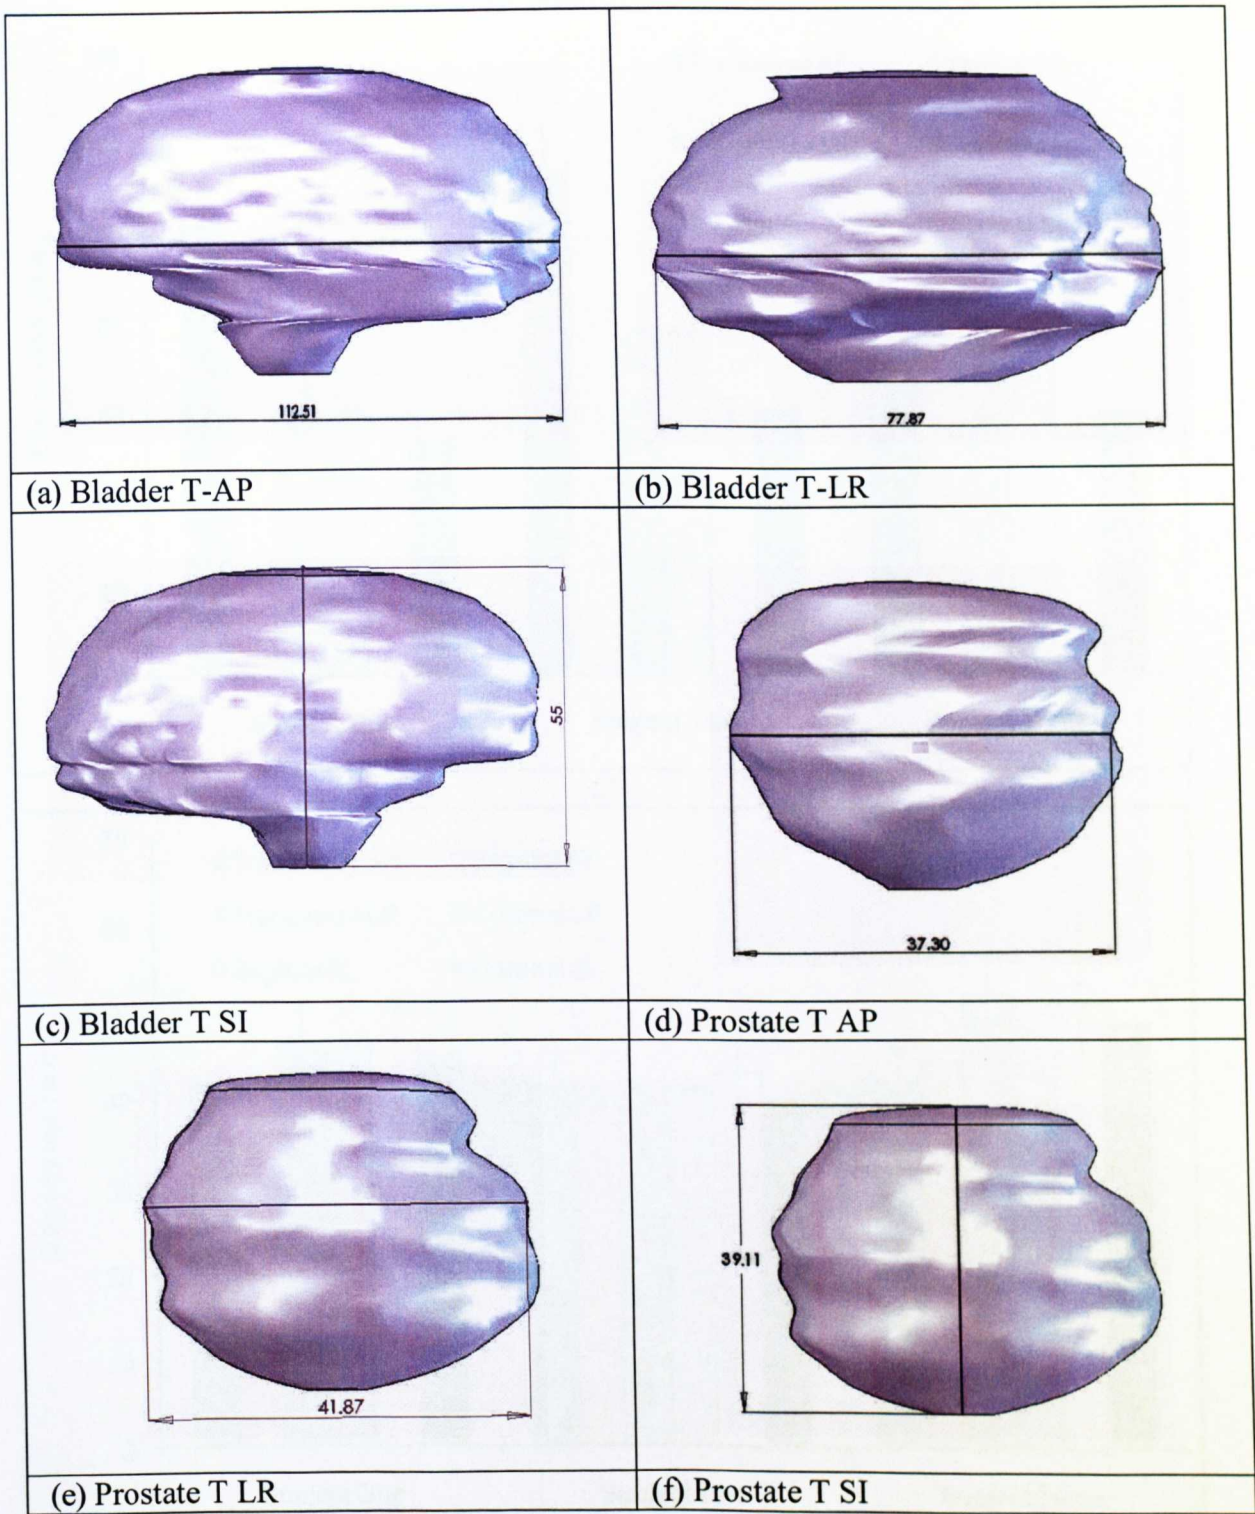 112.51
77.87
(a) Bladder T-AP
(b) Bladder T-LR
55
37.30
(c) Bladder T SI
(d) Prostate T AP
41.87
39.11
(e) Prostate T LR
(f) Prostate T SI